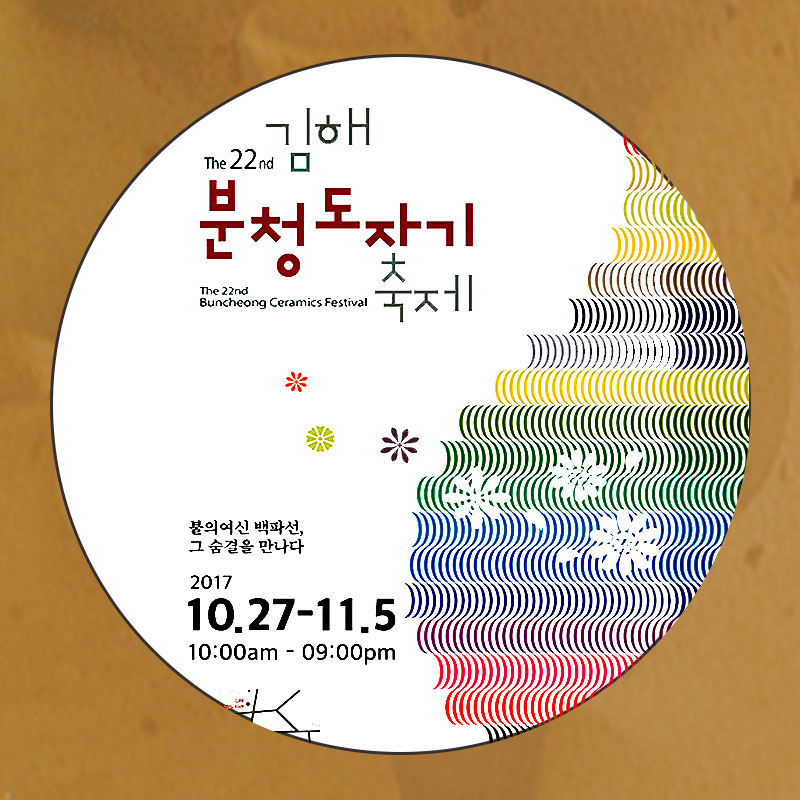 The 22nd 김해
분청도자기
축제
The 22nd
Buncheong Ceramics Festival
불의여신 백파선,
그 숨결을 만나다
2017
10.27-11.5
10:00am - 09:00pm